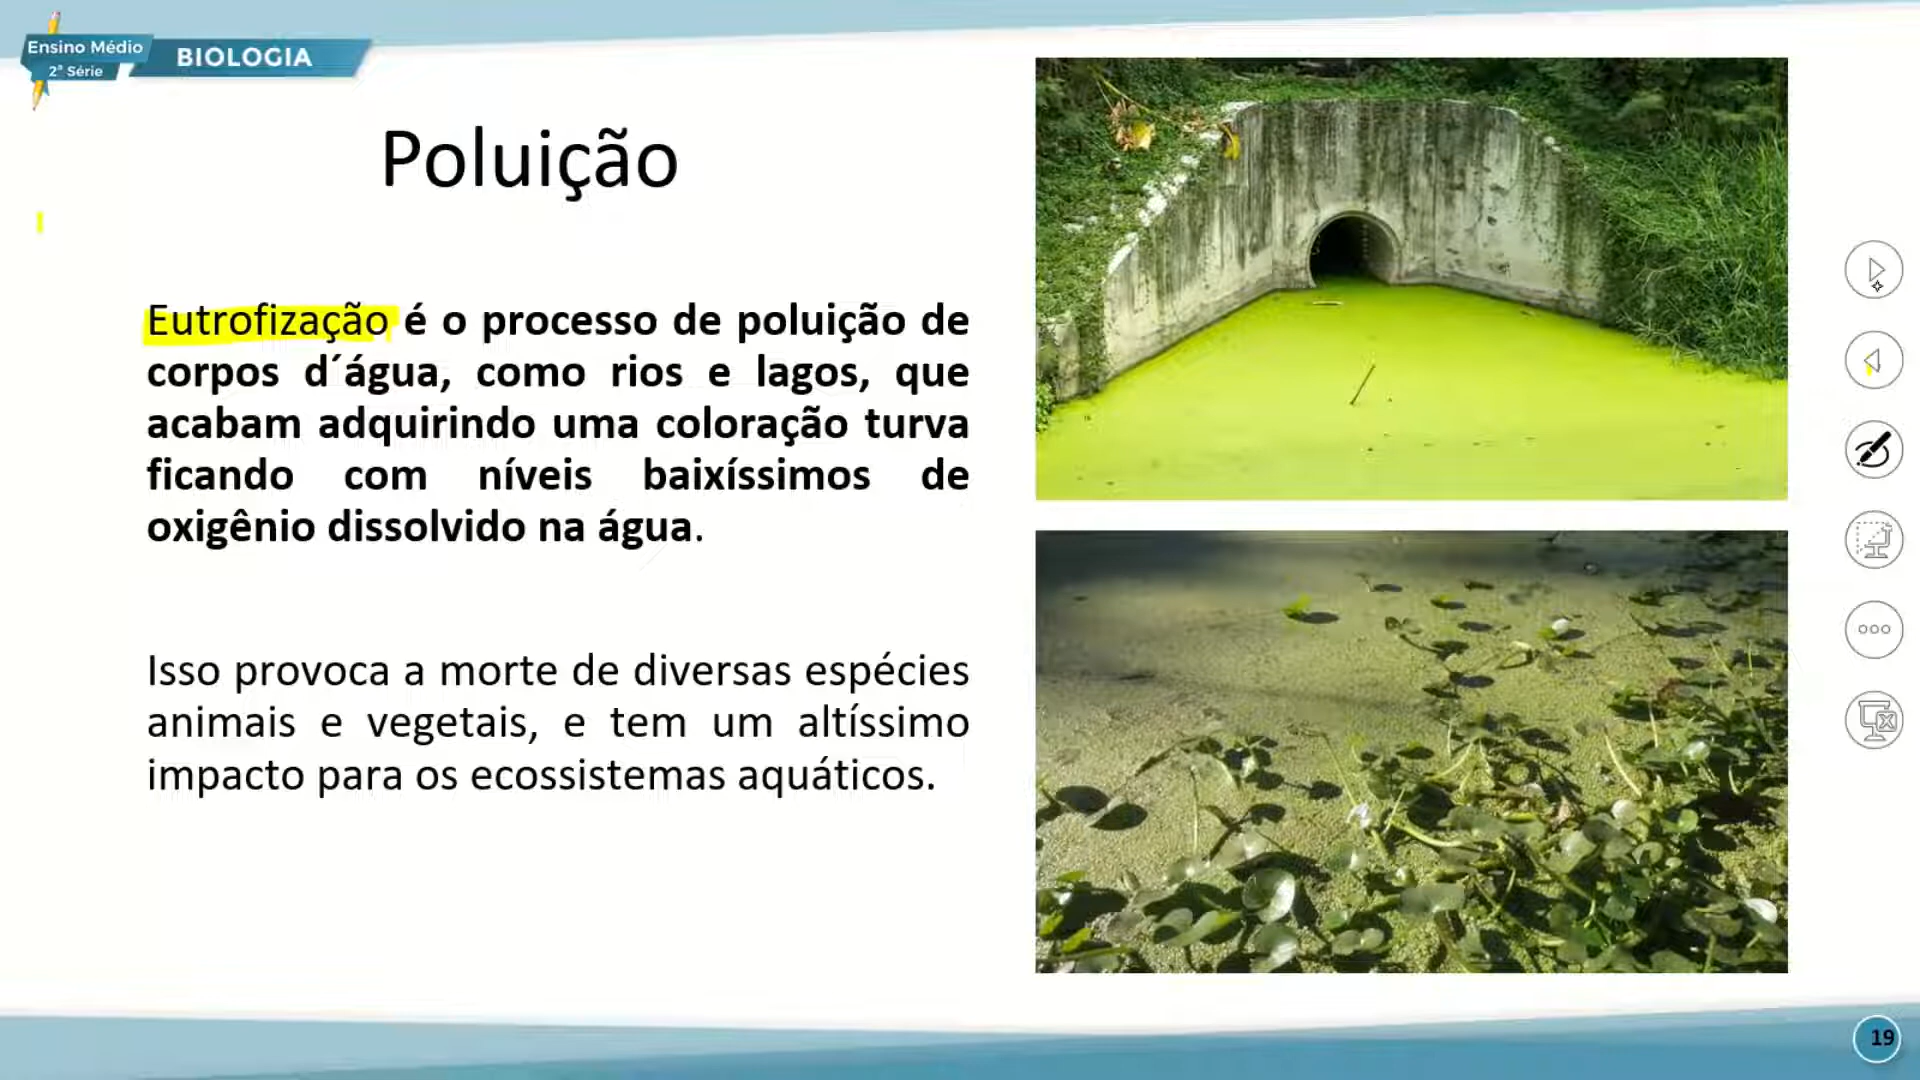 Ensino Médio
2ª Série
BIOLOGIA
Poluição
Eutrofização é o processo de poluição de
corpos d´água, como rios e lagos, que
acabam adquirindo uma coloração turva
ficando com níveis baixíssimos de
oxigênio dissolvido na água.
Isso provoca a morte de diversas espécies
animais e vegetais, e tem um altíssimo
impacto para os ecossistemas aquáticos.
19